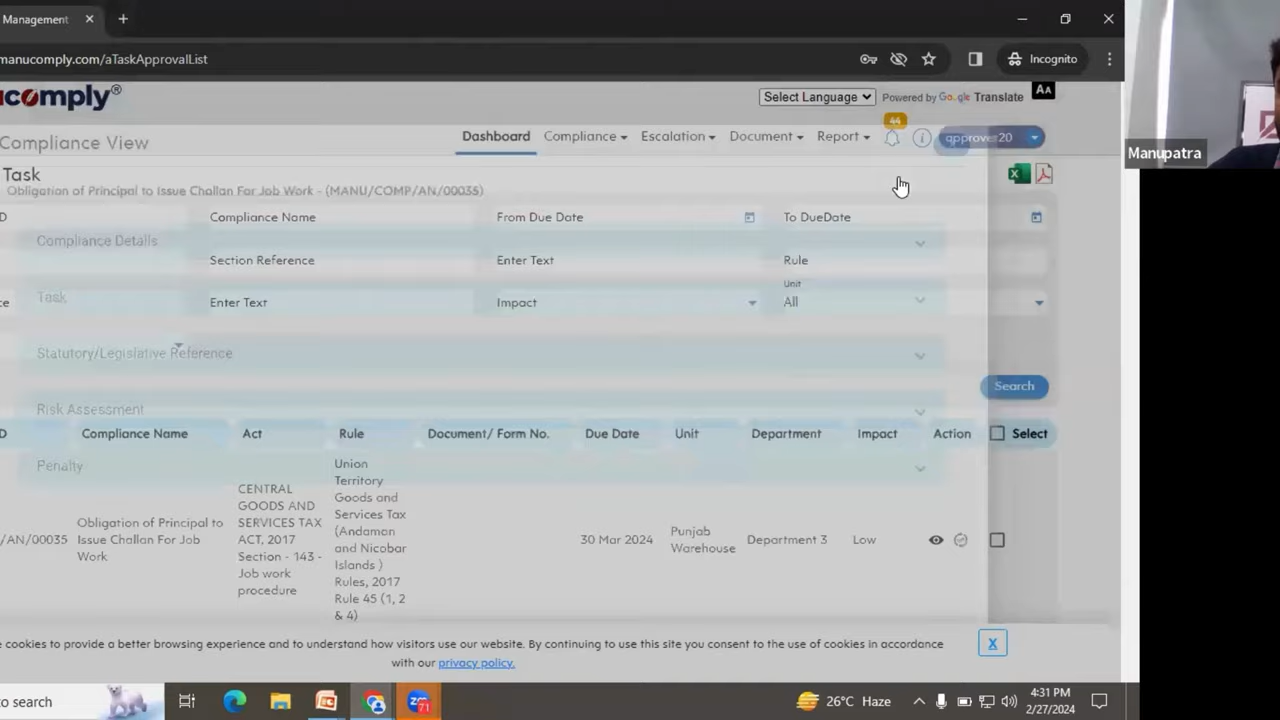 Management
manucomply.com/aTaskApprovalList
Incognito
ucomply®
Select Language
Powered by Google Translate
AA
Compliance View
Dashboard
Compliance
Escalation
Document
Report
44
approver20
Task
Obligation of Principal to Issue Challan For Job Work - (MANU/COMP/AN/00035)
Manupatra
D
Compliance Name
From Due Date
To DueDate
Compliance Details
Section Reference
Enter Text
Rule
Task
Unit
ce
Enter Text
Impact
All
Statutory/Legislative Reference
Search
Risk Assessment
D
Compliance Name
Act
Rule
Document/ Form No.
Due Date
Unit
Department
Impact
Action
Select
Penalty
/AN/00035
Obligation of Principal to
Issue Challan For Job
Work
CENTRAL
GOODS AND
SERVICES TAX
ACT, 2017
Section - 143 -
Job work
procedure
Union
Territory
Goods and
Services Tax
(Andaman
and Nicobar
Islands )
Rules, 2017
Rule 45 (1, 2
& 4)
30 Mar 2024
Punjab
Warehouse
Department 3
Low
e cookies to provide a better browsing experience and to understand how visitors use our website. By continuing to use this site you consent to the use of cookies in accordance
with our privacy policy.
X
to search
zm
71
26°C Haze
4:31 PM
2/27/2024